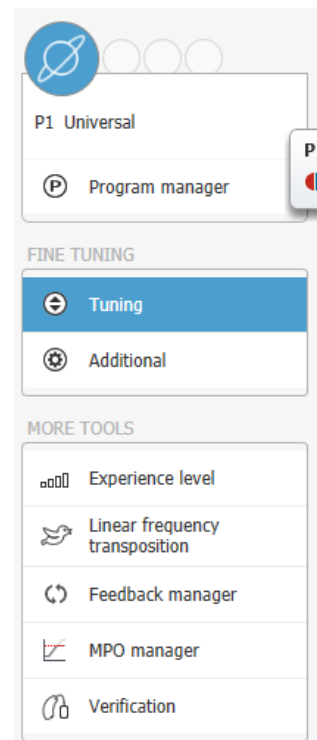 P1 Universal
P
Program manager
FINE TUNING
Tuning
Additional
MORE TOOLS
Experience level
Linear frequency
transposition
Feedback manager
MPO manager
Verification